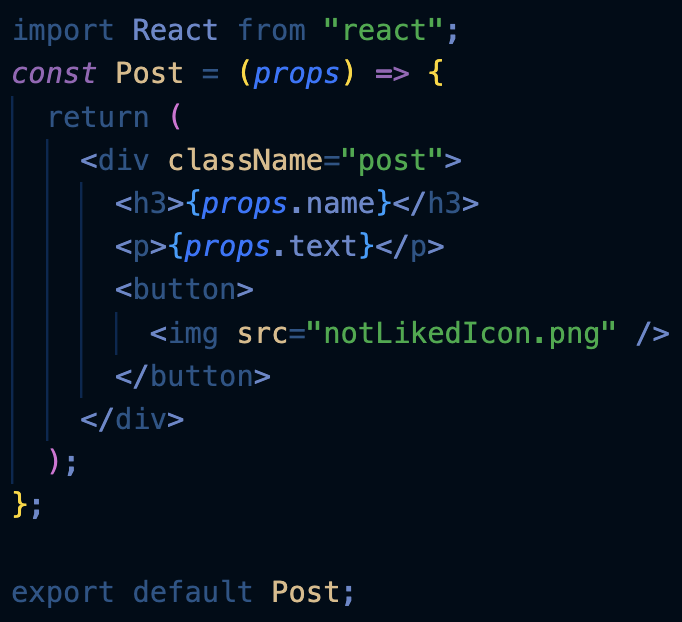 import React from "react";
const Post = (props) => {
  return (
    <div className="post">
      <h3>{props.name}</h3>
      <p>{props.text}</p>
      <button>
        <img src="notLikedIcon.png" />
      </button>
    </div>
  );
};

export default Post;